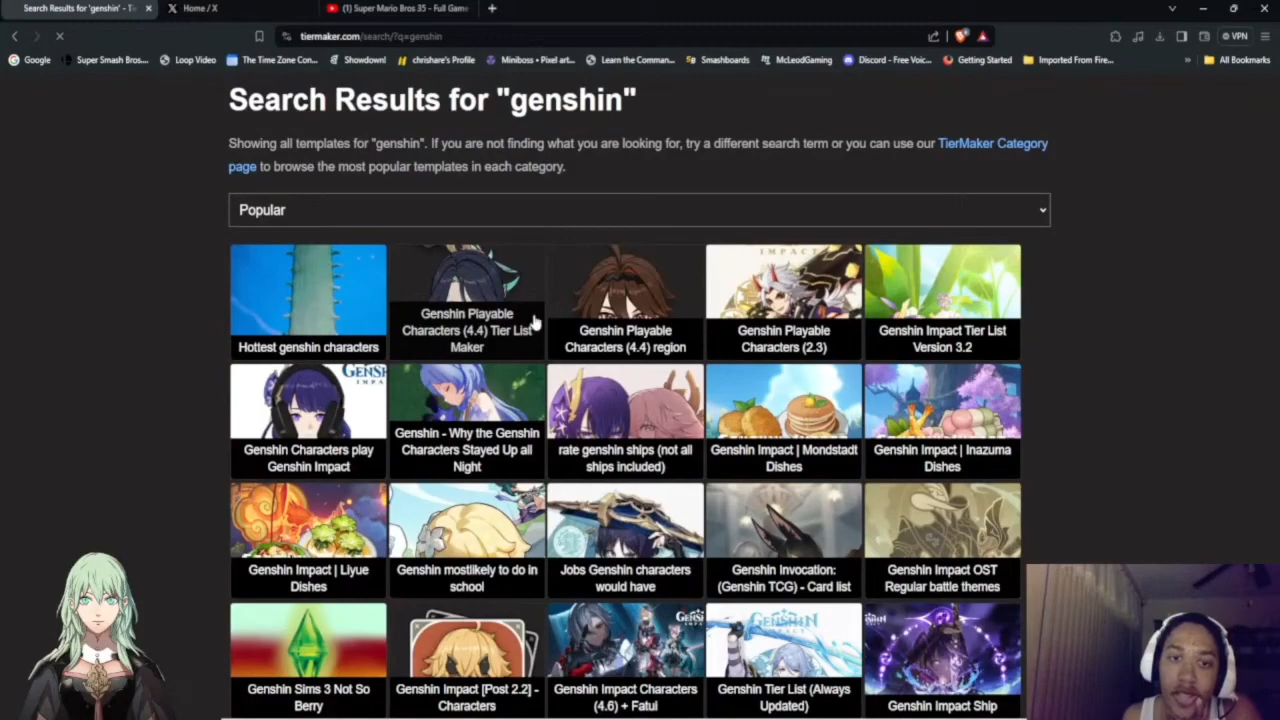 Search Results for 'genshin' - Ti
Home / X
(1) Super Mario Bros 35 - Full Game
tiermaker.com/search/?q=genshin
VPN
Google
Super Smash Bros....
Loop Video
The Time Zone Con...
Showdown!
chrishare's Profile
Miniboss • Pixel art...
Learn the Comman...
Smashboards
McLeodGaming
Discord - Free Voic...
Getting Started
Imported From Fire...
All Bookmarks
Search Results for "genshin"
Showing all templates for "genshin". If you are not finding what you are looking for, try a different search term or you can use our TierMaker Category
page to browse the most popular templates in each category.
Popular
Hottest genshin characters
Genshin Playable
Characters (4.4) Tier List
Maker
Genshin Playable
Characters (4.4) region
IMPACT
Genshin Playable
Characters (2.3)
Genshin Impact Tier List
Version 3.2
Genshin Characters play
Genshin Impact
Genshin - Why the Genshin
Characters Stayed Up all
Night
rate genshin ships (not all
ships included)
Genshin Impact | Mondstadt
Dishes
Genshin Impact | Inazuma
Dishes
Genshin Impact | Liyue
Dishes
Genshin mostlikely to do in
school
Jobs Genshin characters
would have
Genshin Invocation:
(Genshin TCG) - Card list
Genshin Impact OST
Regular battle themes
Genshin Sims 3 Not So
Berry
Genshin Impact [Post 2.2] -
Characters
Genshin Impact Characters
(4.6) + Fatui
GENSHIN
Genshin Tier List (Always
Updated)
Genshin Impact Ship